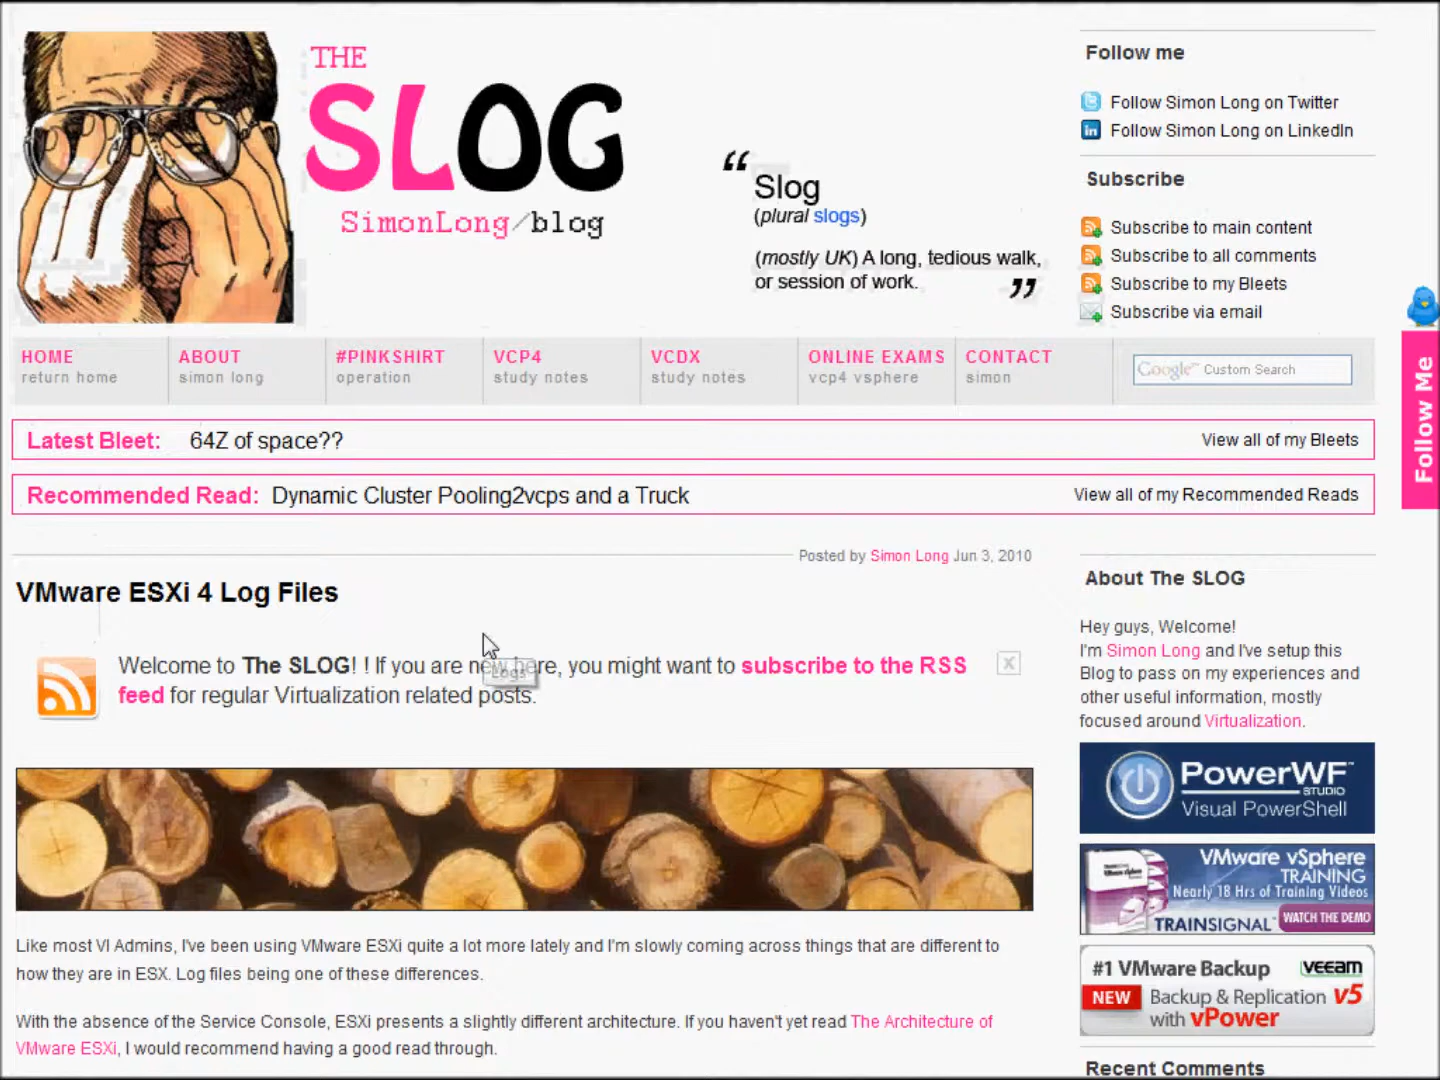 THE
SLOG
SimonLong/blog
“
Slog
(plural slogs)
(mostly UK) A long, tedious walk,
or session of work.
”
Follow me
Follow Simon Long on Twitter
in Follow Simon Long on LinkedIn
Subscribe
Subscribe to main content
Subscribe to all comments
Subscribe to my Bleets
Subscribe via email
Follow Me
HOME
return home
ABOUT
simon long
#PINKSHIRT
operation
VCP4
study notes
VCDX
study notes
ONLINE EXAMS
vcp4 vsphere
CONTACT
simon
Google™ Custom Search
Latest Bleet: 64Z of space?? View all of my Bleets
Recommended Read: Dynamic Cluster Pooling2vcps and a Truck View all of my Recommended Reads
Posted by Simon Long Jun 3, 2010
VMware ESXi 4 Log Files
Welcome to The SLOG! ! If you are new here, you might want to subscribe to the RSS
feed for regular Virtualization related posts.
Logs
X
Like most VI Admins, I've been using VMware ESXi quite a lot more lately and I'm slowly coming across things that are different to
how they are in ESX. Log files being one of these differences.
With the absence of the Service Console, ESXi presents a slightly different architecture. If you haven't yet read The Architecture of
VMware ESXi, I would recommend having a good read through.
About The SLOG
Hey guys, Welcome!
I'm Simon Long and I've setup this
Blog to pass on my experiences and
other useful information, mostly
focused around Virtualization.
PowerWF™
STUDIO
Visual PowerShell
VMware vSphere
TRAINING
Nearly 18 Hrs of Training Videos
TRAINSIGNAL WATCH THE DEMO
#1 VMware Backup veeam
NEW Backup & Replication v5
with vPower
Recent Comments